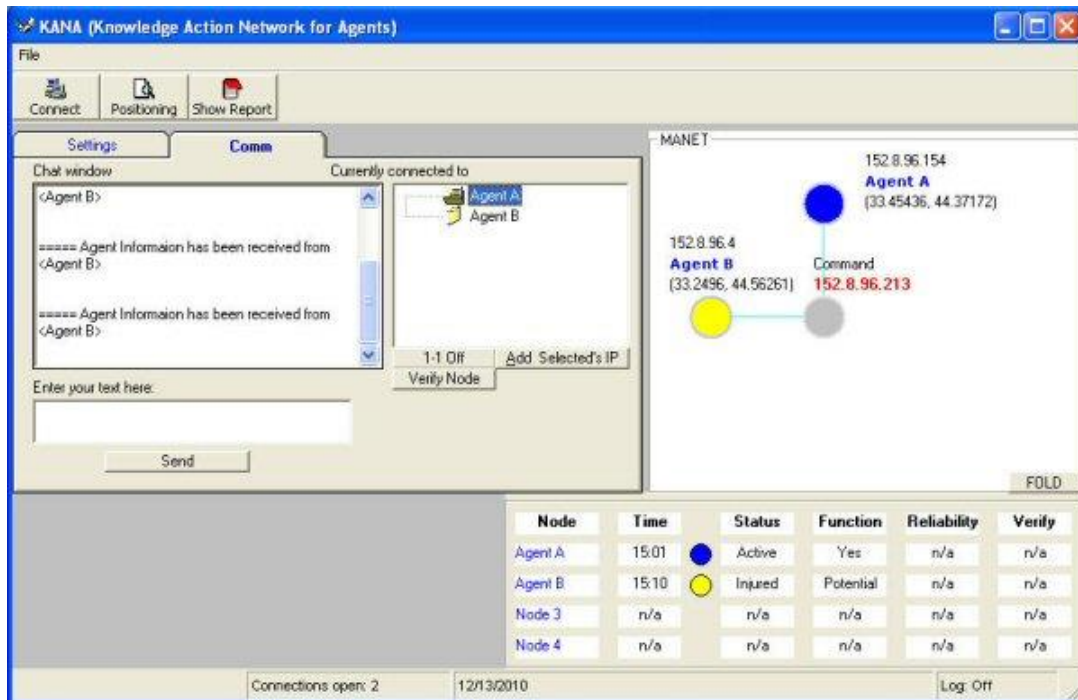 KANA (Knowledge Action Network for Agents)
File
Connect Positioning Show Report
Settings Comm
Chat window
<Agent B>
===== Agent Informaion has been received from
<Agent B>
===== Agent Informaion has been received from
<Agent B>
Enter your text here:
Send
Currently connected to
Agent A
Agent B
1-1 Off Add Selected's IP
Verify Node
MANET
152.8.96.154
Agent A
(33.45436, 44.37172)
152.8.96.4
Agent B
(33.2496, 44.56261)
Command
152.8.96.213
FOLD
Node Time Status Function Reliability Verify
Agent A 15:01 Active Yes n/a n/a
Agent B 15:10 Injured Potential n/a n/a
Node 3 n/a n/a n/a n/a n/a
Node 4 n/a n/a n/a n/a n/a
Connections open: 2 12/13/2010 Log: Off